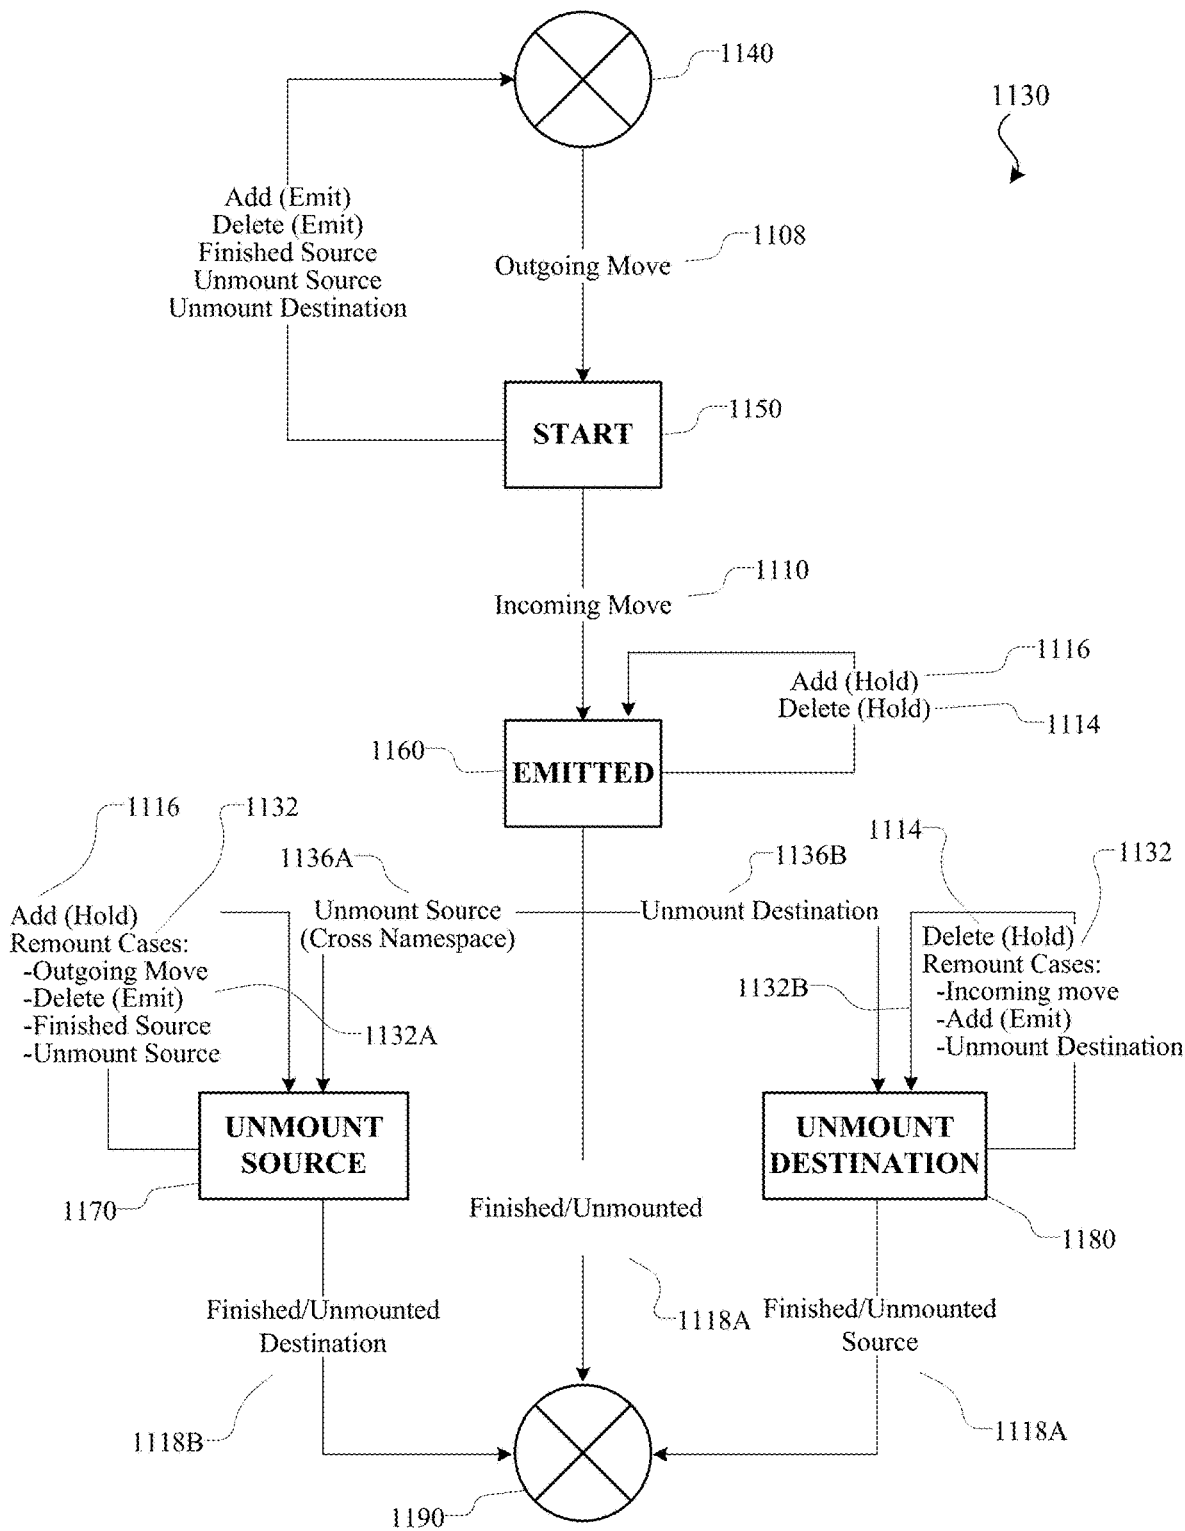 1140
1130
Add (Emit)
Delete (Emit)
Finished Source
Unmount Source
Unmount Destination
1108
Outgoing Move
1150
START
1110
Incoming Move
1116
Add (Hold)
Delete (Hold)
1114
1160
EMITTED
1116
1132
1136A
1136B
1114
1132
Add (Hold)
Remount Cases:
-Outgoing Move
-Delete (Emit)
-Finished Source
-Unmount Source
1132A
Unmount Source
(Cross Namespace)
Unmount Destination
1132B
Delete (Hold)
Remount Cases:
-Incoming move
-Add (Emit)
-Unmount Destination
UNMOUNT
SOURCE
1170
UNMOUNT
DESTINATION
1180
Finished/Unmounted
1118A
Finished/Unmounted
Destination
1118B
Finished/Unmounted
Source
1118A
1190